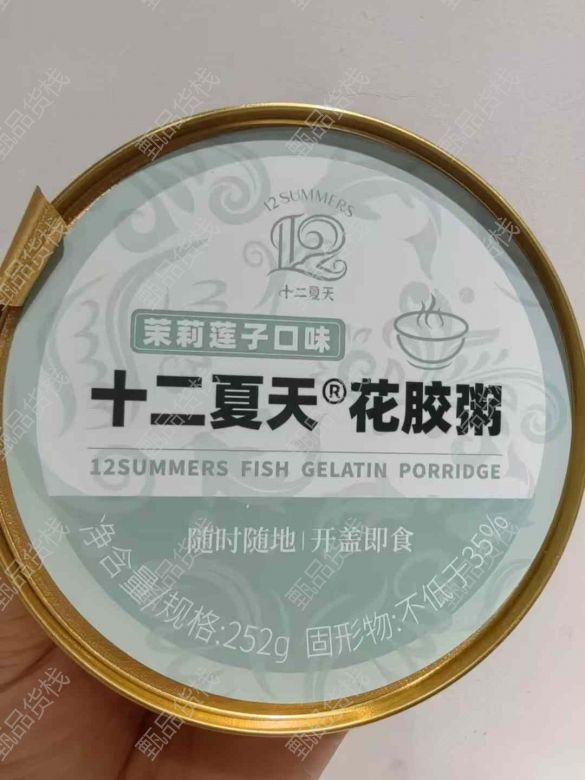 12SUMMERS
12
十二夏天
茉莉莲子口味
十二夏天®花胶粥
12SUMMERS FISH GELATIN PORRIDGE
随时随地|开盖即食
净含量/规格:252g 固形物:不低于35%
甄品货栈